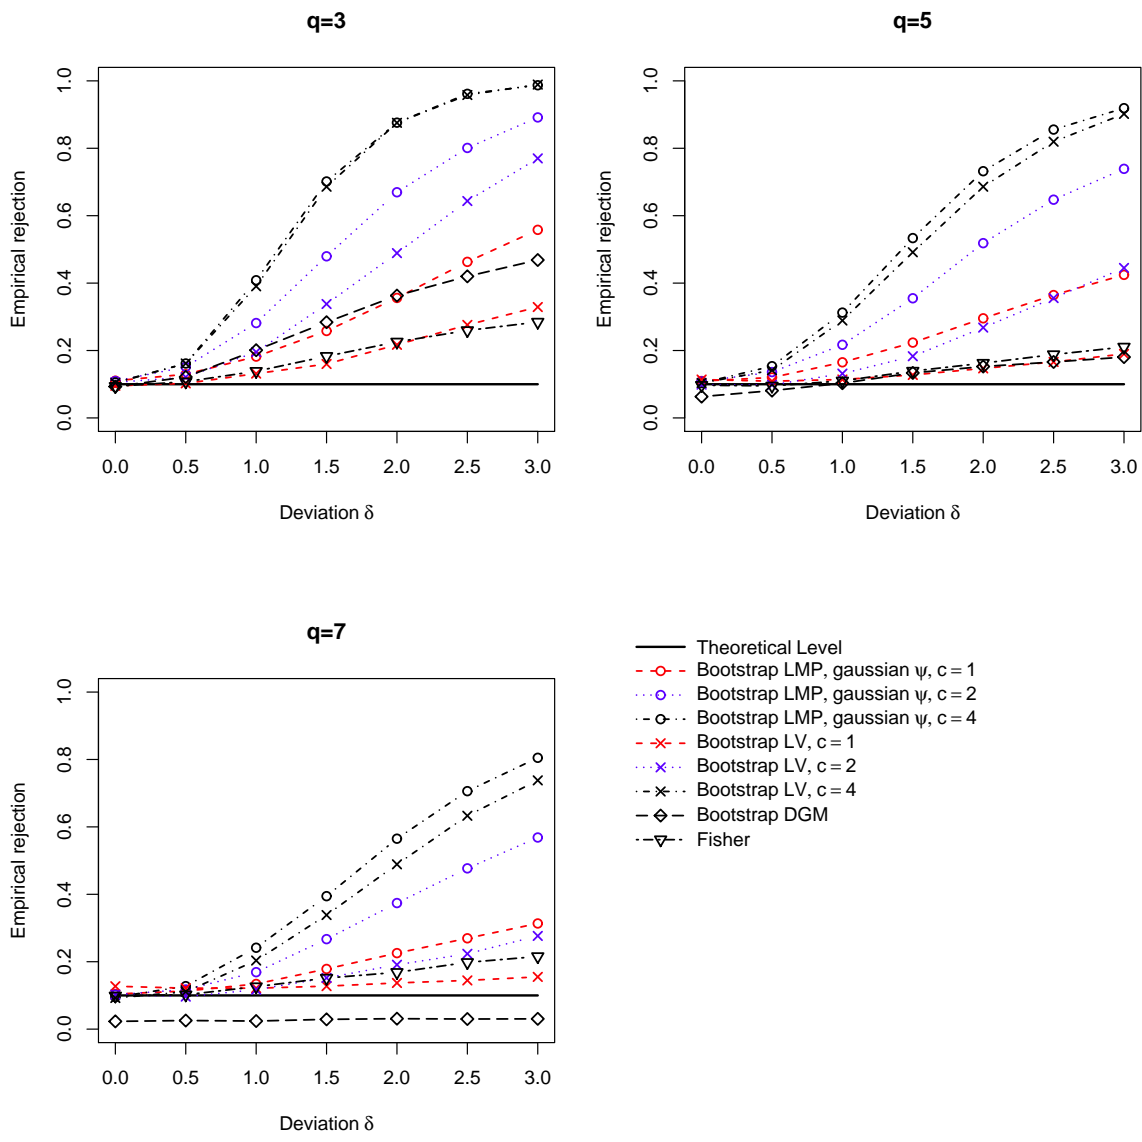 q=3
Empirical rejection
1.0
0.8
0.6
0.4
0.2
0.0
0.0 0.5 1.0 1.5 2.0 2.5 3.0
Deviation δ
q=5
Empirical rejection
1.0
0.8
0.6
0.4
0.2
0.0
0.0 0.5 1.0 1.5 2.0 2.5 3.0
Deviation δ
q=7
Empirical rejection
1.0
0.8
0.6
0.4
0.2
0.0
0.0 0.5 1.0 1.5 2.0 2.5 3.0
Deviation δ
Theoretical Level
Bootstrap LMP, gaussian ψ, c = 1
Bootstrap LMP, gaussian ψ, c = 2
Bootstrap LMP, gaussian ψ, c = 4
Bootstrap LV, c = 1
Bootstrap LV, c = 2
Bootstrap LV, c = 4
Bootstrap DGM
Fisher